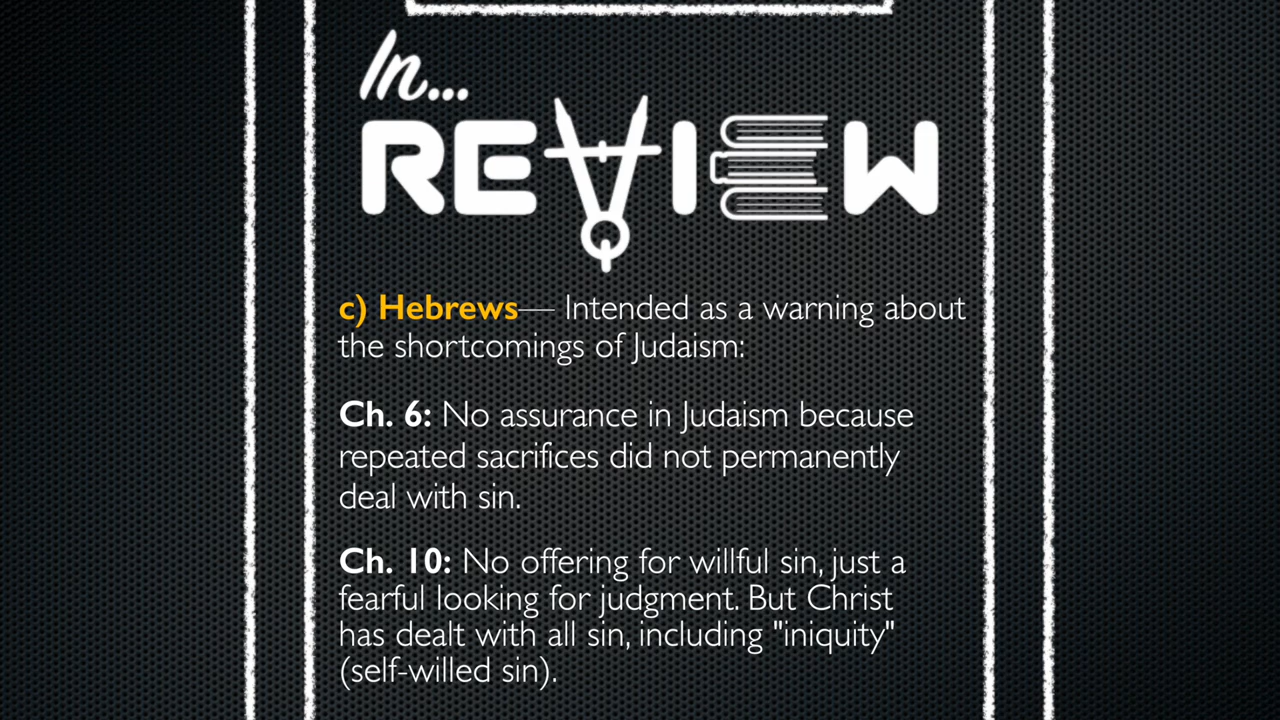 In...
REVIEW
c) Hebrews— Intended as a warning about
the shortcomings of Judaism:
Ch. 6: No assurance in Judaism because
repeated sacrifices did not permanently
deal with sin.
Ch. 10: No offering for willful sin, just a
fearful looking for judgment. But Christ
has dealt with all sin, including "iniquity"
(self-willed sin).